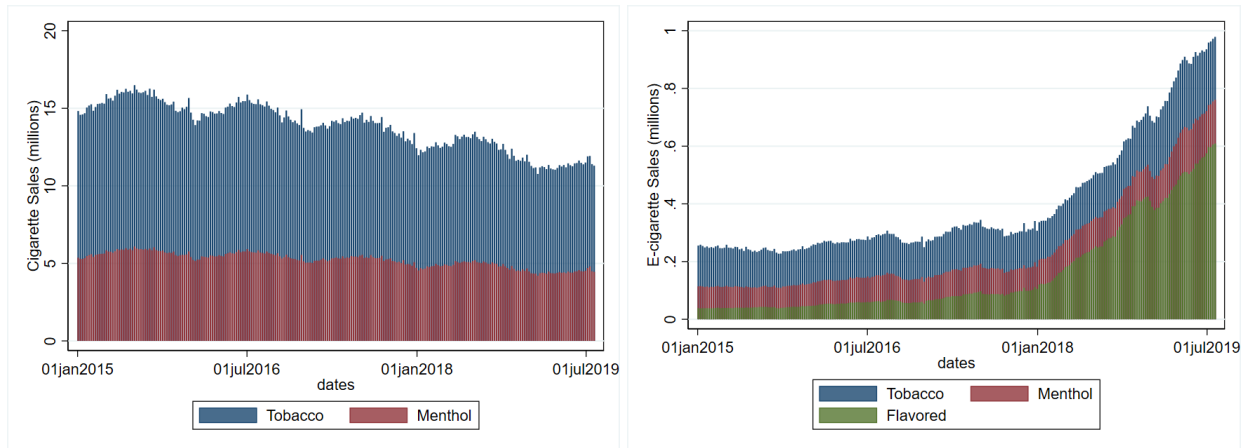 Cigarette Sales (millions)
20
15
10
5
0
01jan2015 01jul2016 01jan2018 01jul2019
dates
Tobacco Menthol
E-cigarette Sales (millions)
1
.8
.6
.4
.2
0
01jan2015 01jul2016 01jan2018 01jul2019
dates
Tobacco Menthol
Flavored